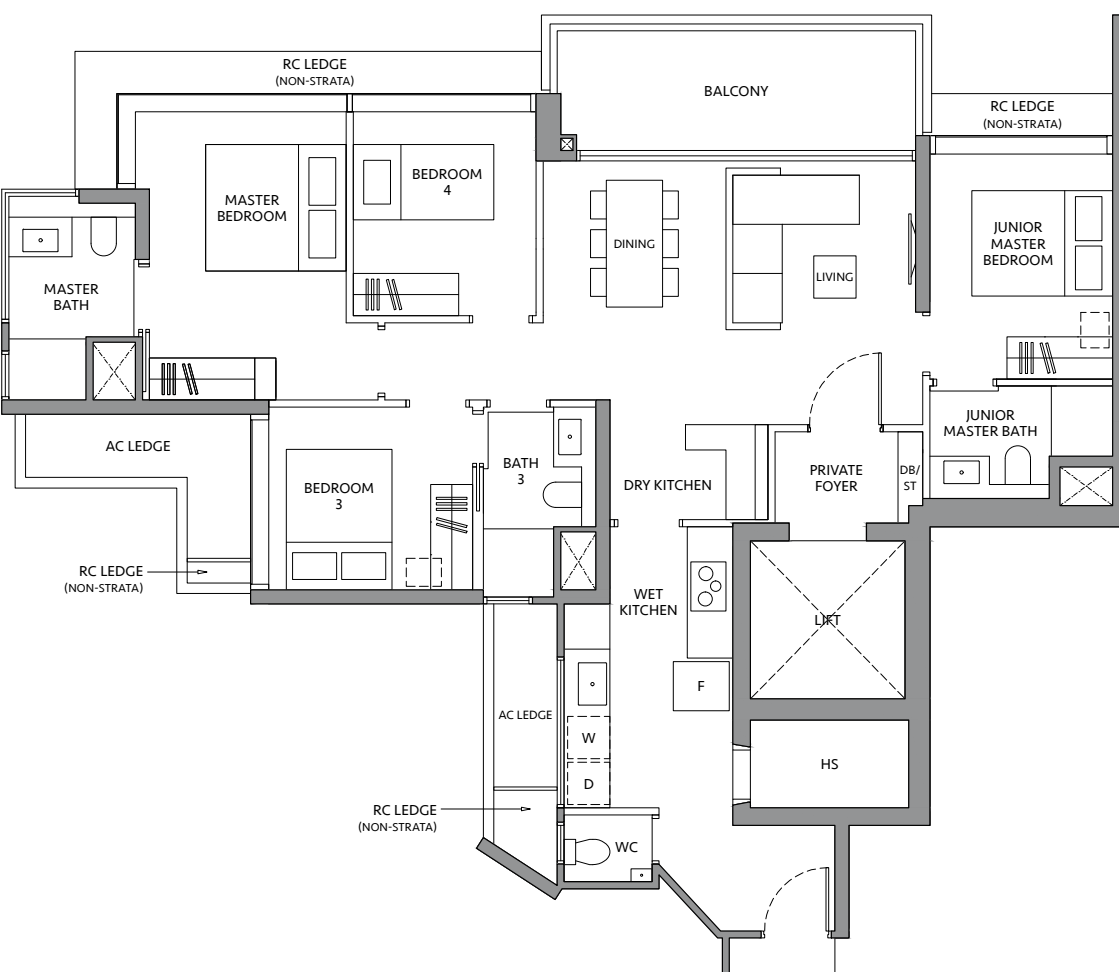 RC LEDGE
(NON-STRATA)
BALCONY
RC LEDGE
(NON-STRATA)
MASTER
BEDROOM
BEDROOM
4
DINING
LIVING
JUNIOR
MASTER
BEDROOM
MASTER
BATH
AC LEDGE
BEDROOM
3
BATH
3
DRY KITCHEN
PRIVATE
FOYER
DB/
ST
JUNIOR
MASTER BATH
RC LEDGE
(NON-STRATA)
WET
KITCHEN
LIFT
F
AC LEDGE
W
D
HS
RC LEDGE
(NON-STRATA)
WC